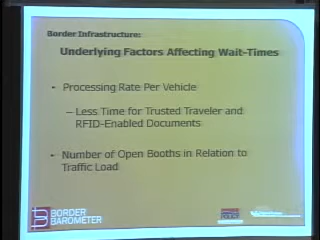 Border Infrastructure:
Underlying Factors Affecting Wait-Times
• Processing Rate Per Vehicle
– Less Time for Trusted Traveler and
RFID-Enabled Documents
• Number of Open Booths in Relation to
Traffic Load
BORDER
BAROMETER